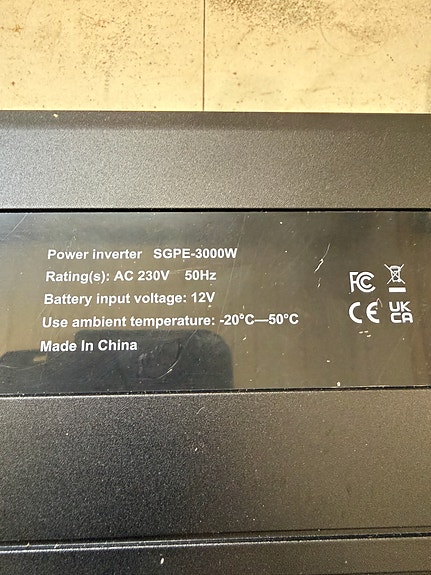 Power inverter SGPE-3000W
Rating(s): AC 230V 50Hz
Battery input voltage: 12V
Use ambient temperature: -20°C—50°C
Made In China
FC
CE UK
CA